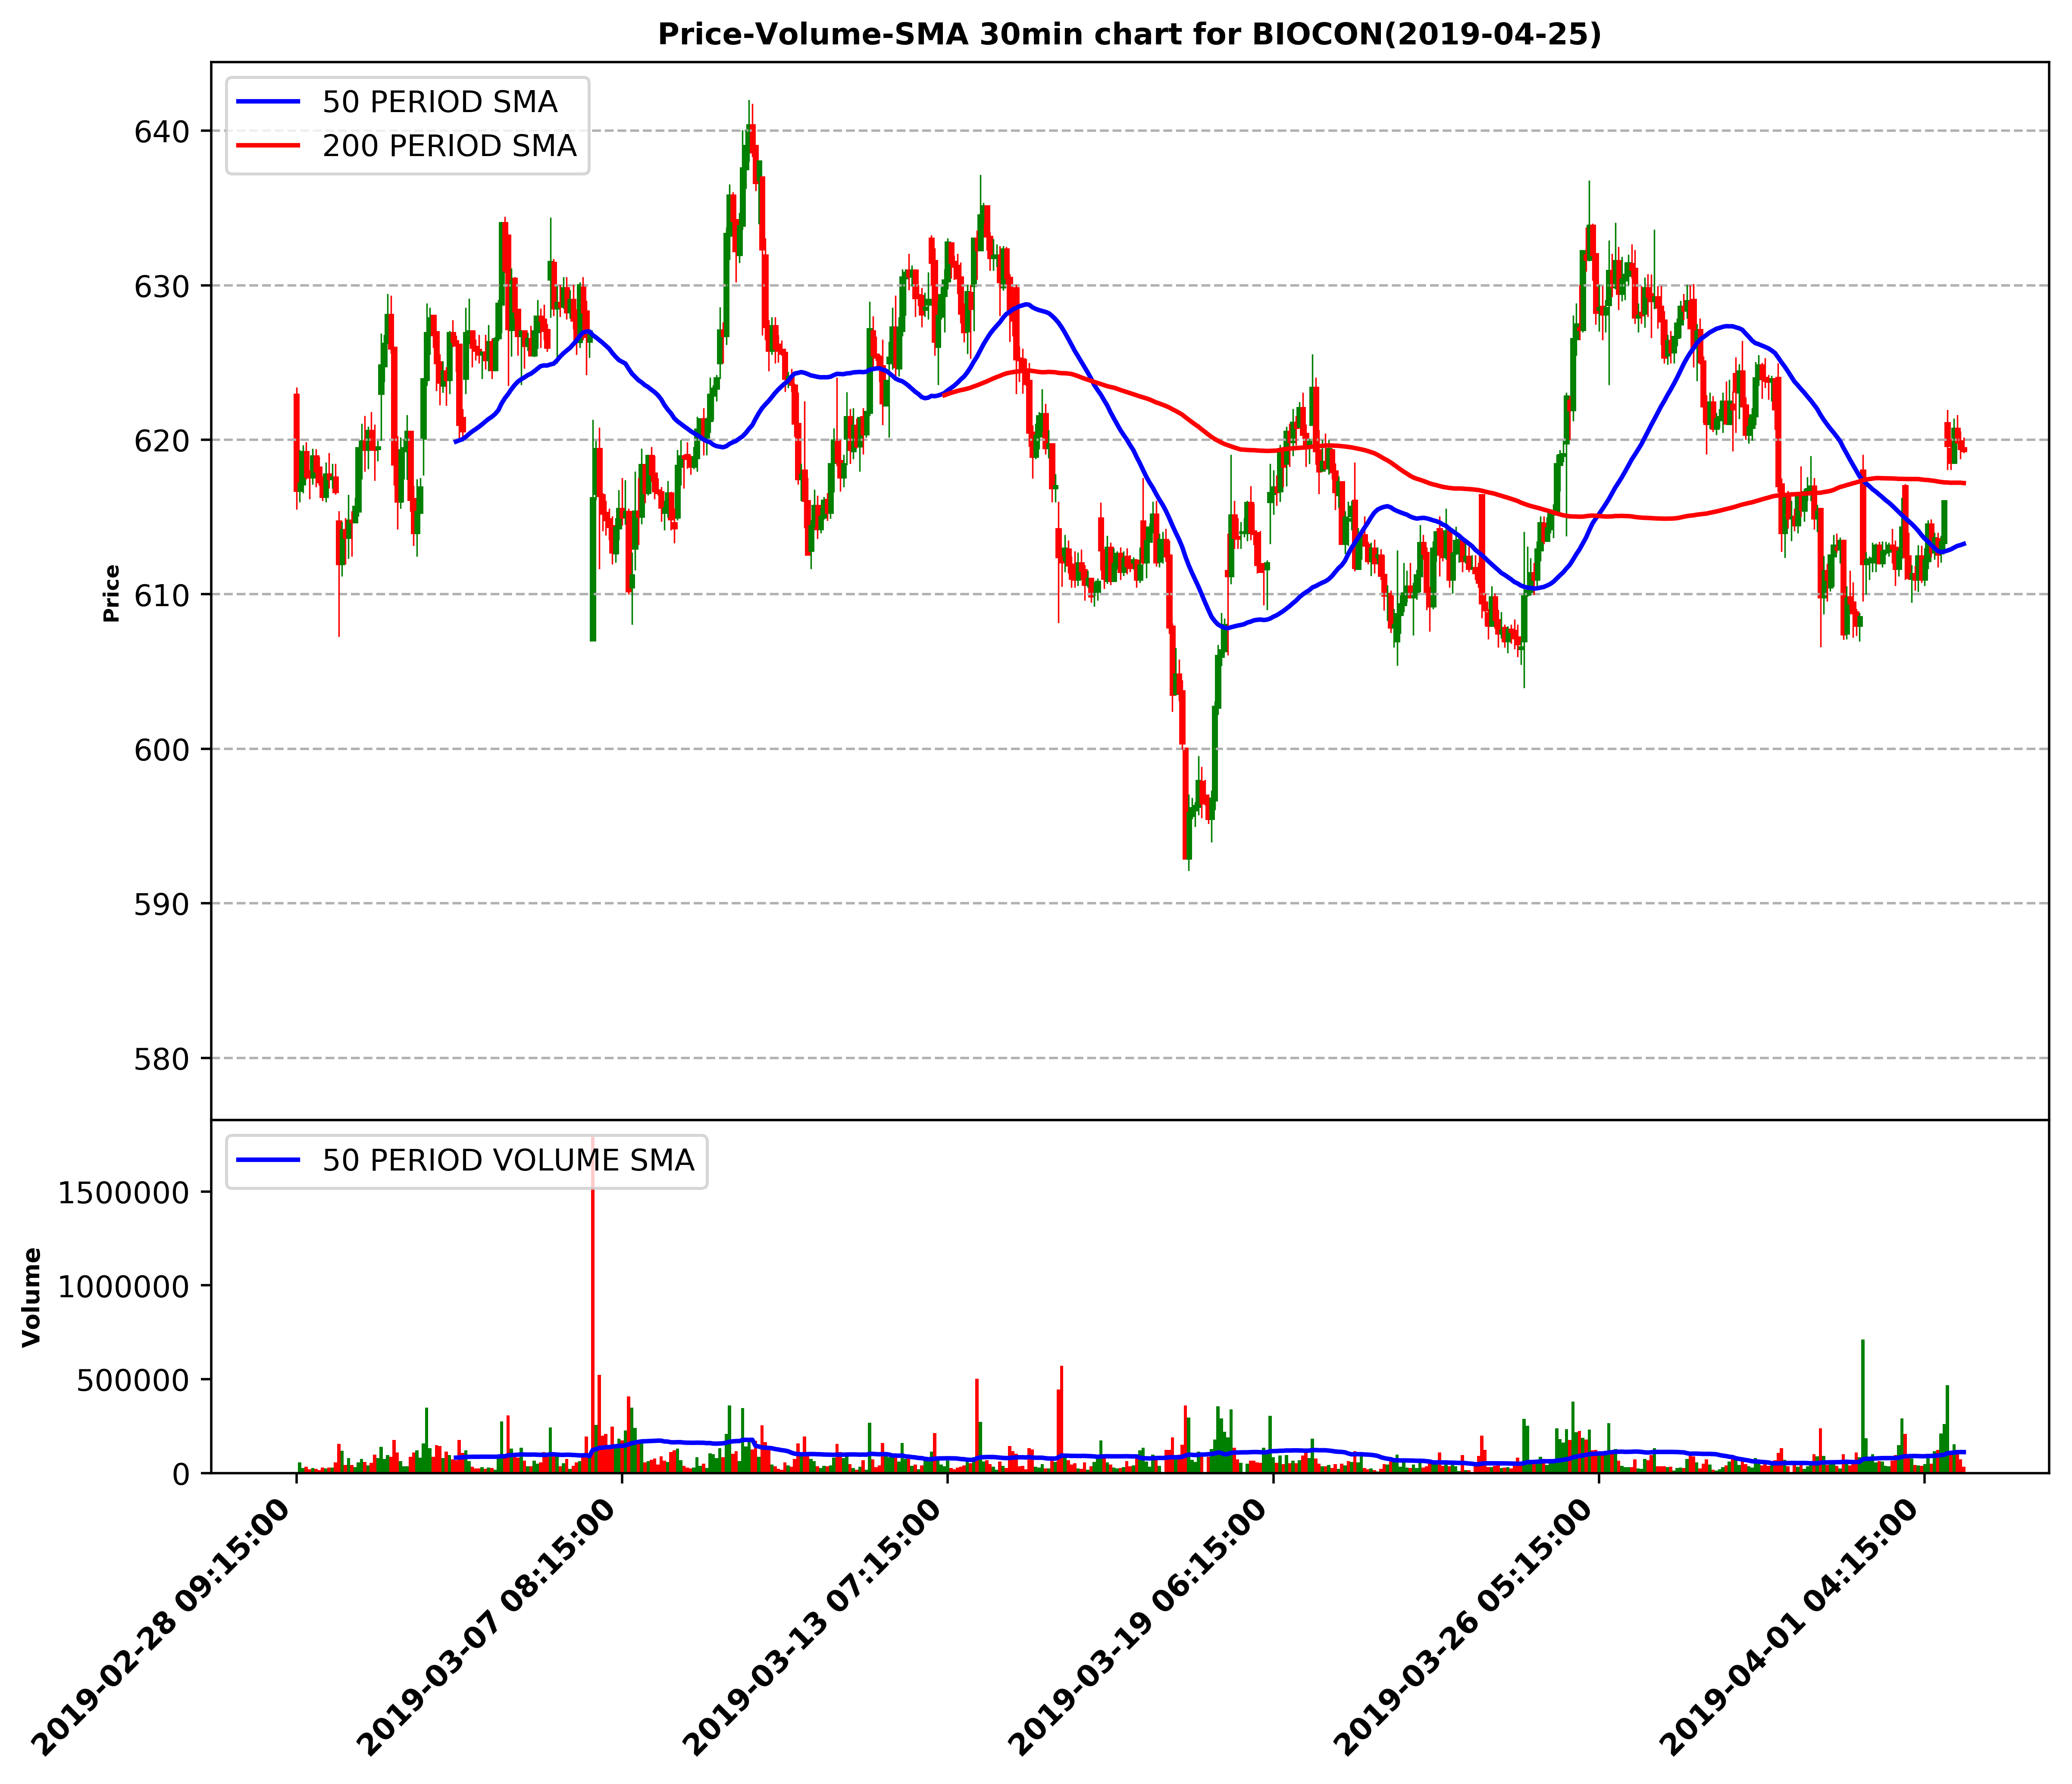 Price-Volume-SMA 30min chart for BIOCON(2019-04-25)
50 PERIOD SMA
200 PERIOD SMA
640
630
620
610
600
590
580
Price
50 PERIOD VOLUME SMA
1500000
1000000
500000
0
Volume
2019-02-28 09:15:00
2019-03-07 08:15:00
2019-03-13 07:15:00
2019-03-19 06:15:00
2019-03-26 05:15:00
2019-04-01 04:15:00